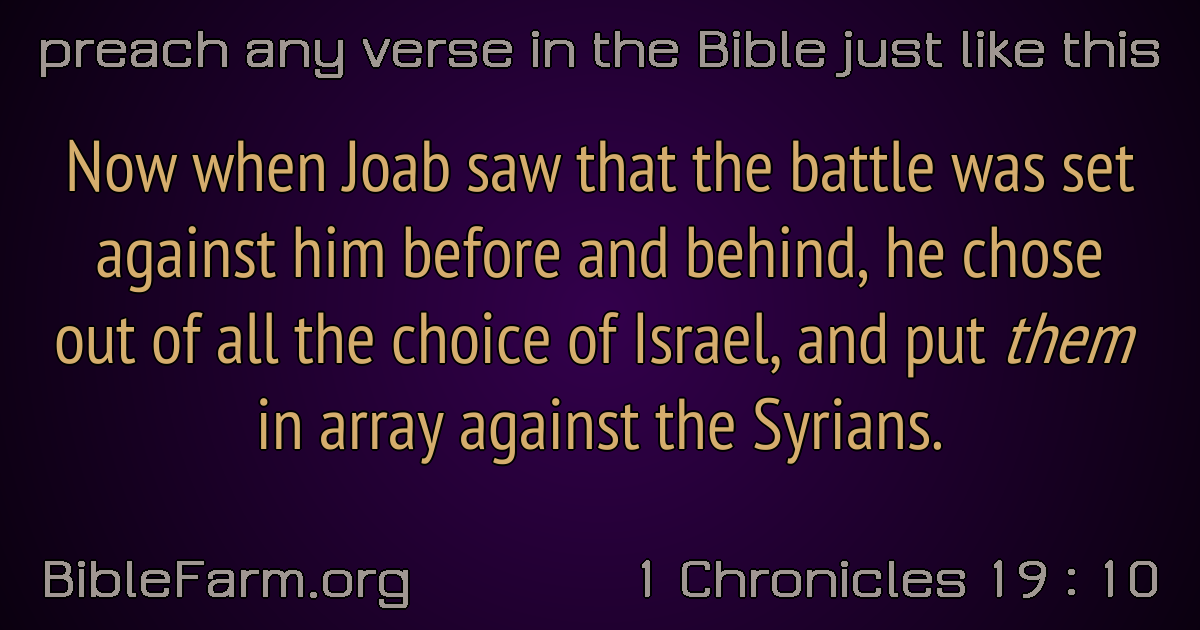 preach any verse in the Bible just like this
Now when Joab saw that the battle was set
against him before and behind, he chose
out of all the choice of Israel, and put them
in array against the Syrians.
BibleFarm.org
1 Chronicles 19 : 10